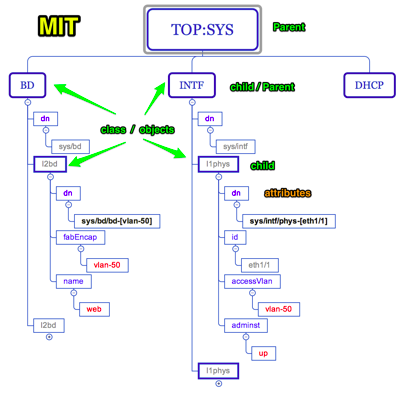 MIT
TOP:SYS
Parent
BD
INTF
child / Parent
DHCP
dn
sys/bd
class / objects
dn
sys/intf
l2bd
l1phys
child
dn
sys/bd/bd-[vlan-50]
dn
attributes
sys/intf/phys-[eth1/1]
fabEncap
vlan-50
id
eth1/1
name
web
accessVlan
vlan-50
l2bd
adminst
up
l1phys